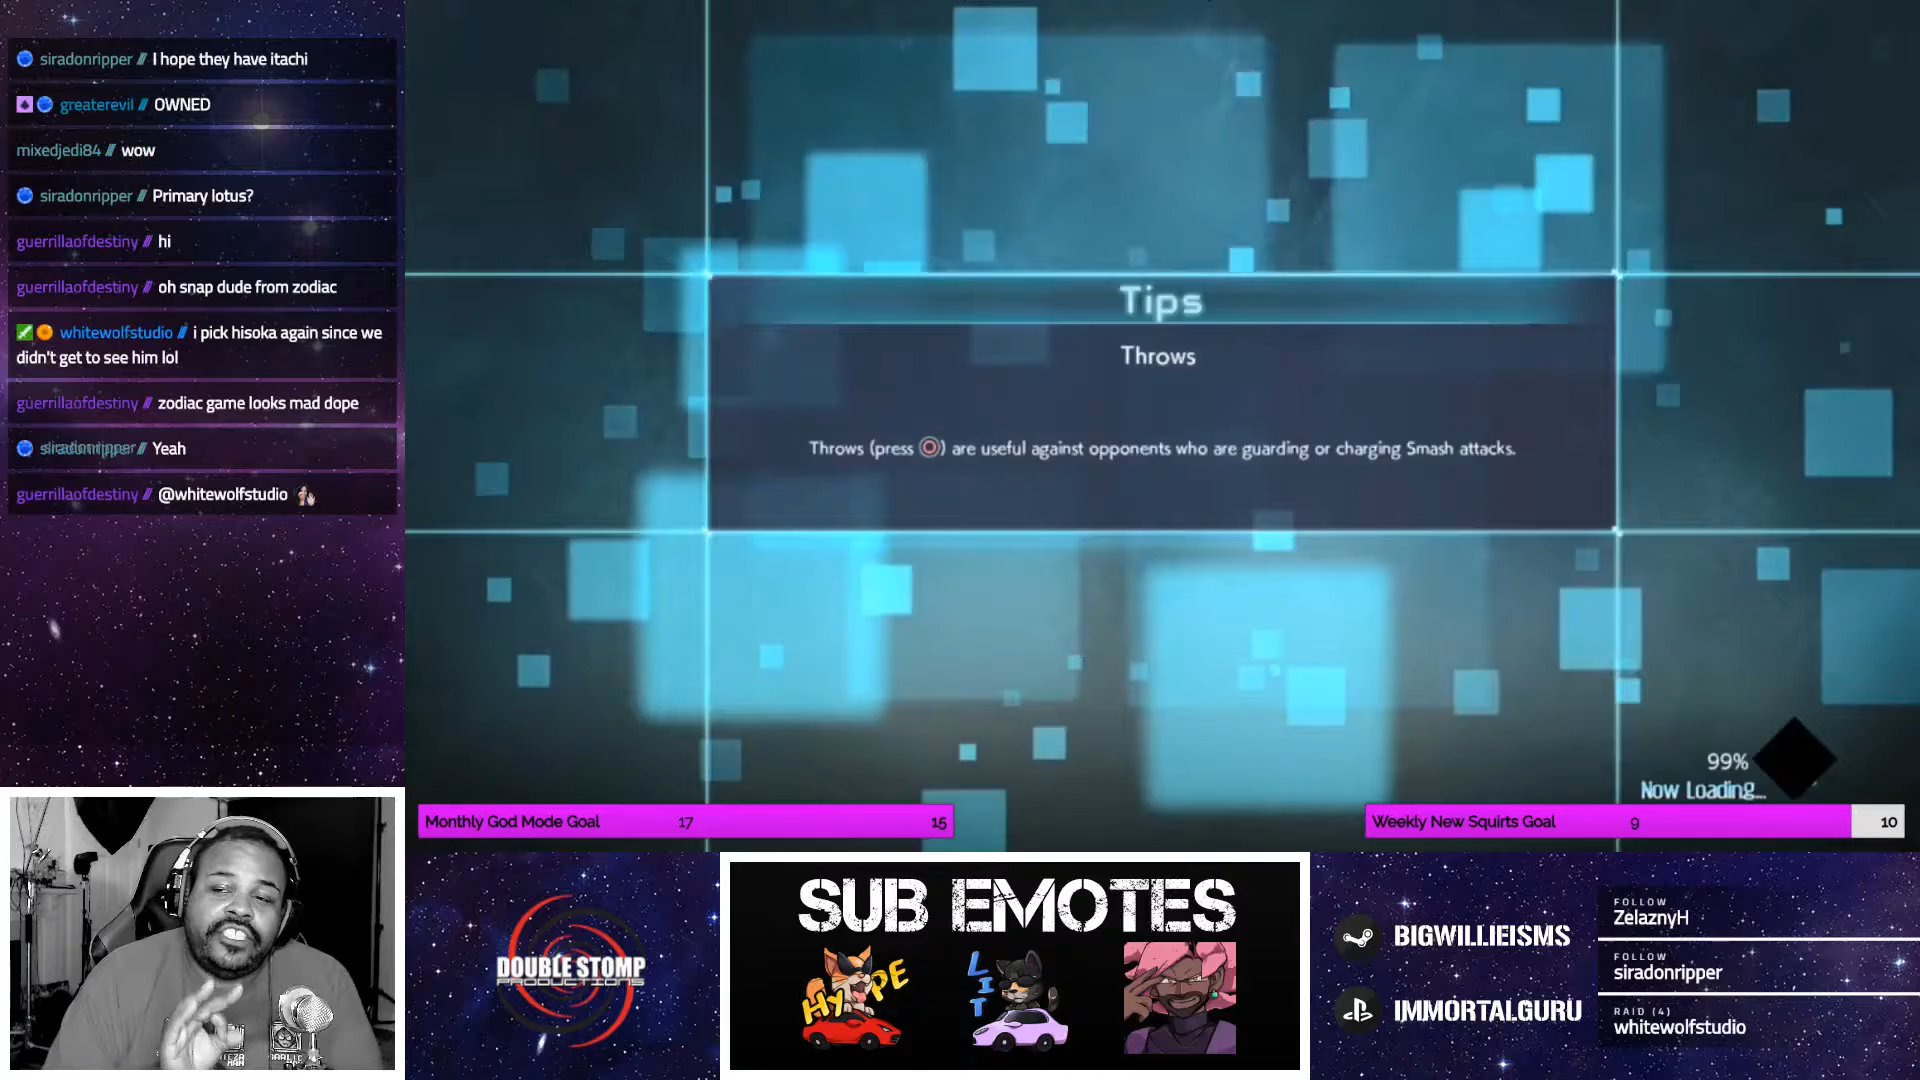 siradonripper // I hope they have itachi
greaterevil // OWNED
mixedjedi84 // wow
siradonripper // Primary lotus?
guerrillaofdestiny // hi
guerrillaofdestiny // oh snap dude from zodiac
whitewolfstudio // i pick hisoka again since we
didn't get to see him lol
guerrillaofdestiny // zodiac game looks mad dope
siradonripper // Yeah
guerrillaofdestiny // @whitewolfstudio
Tips
Throws
Throws (press ) are useful against opponents who are guarding or charging Smash attacks.
99%
Now Loading...
Monthly God Mode Goal 17 15
Weekly New Squirts Goal 9 10
DOUBLE STOMP
PRODUCTIONS
SUB EMOTES
HYPE
LIT
BIGWILLIEISMS
IMMORTALGURU
FOLLOW
ZelaznyH
FOLLOW
siradonripper
RAID (4)
whitewolfstudio